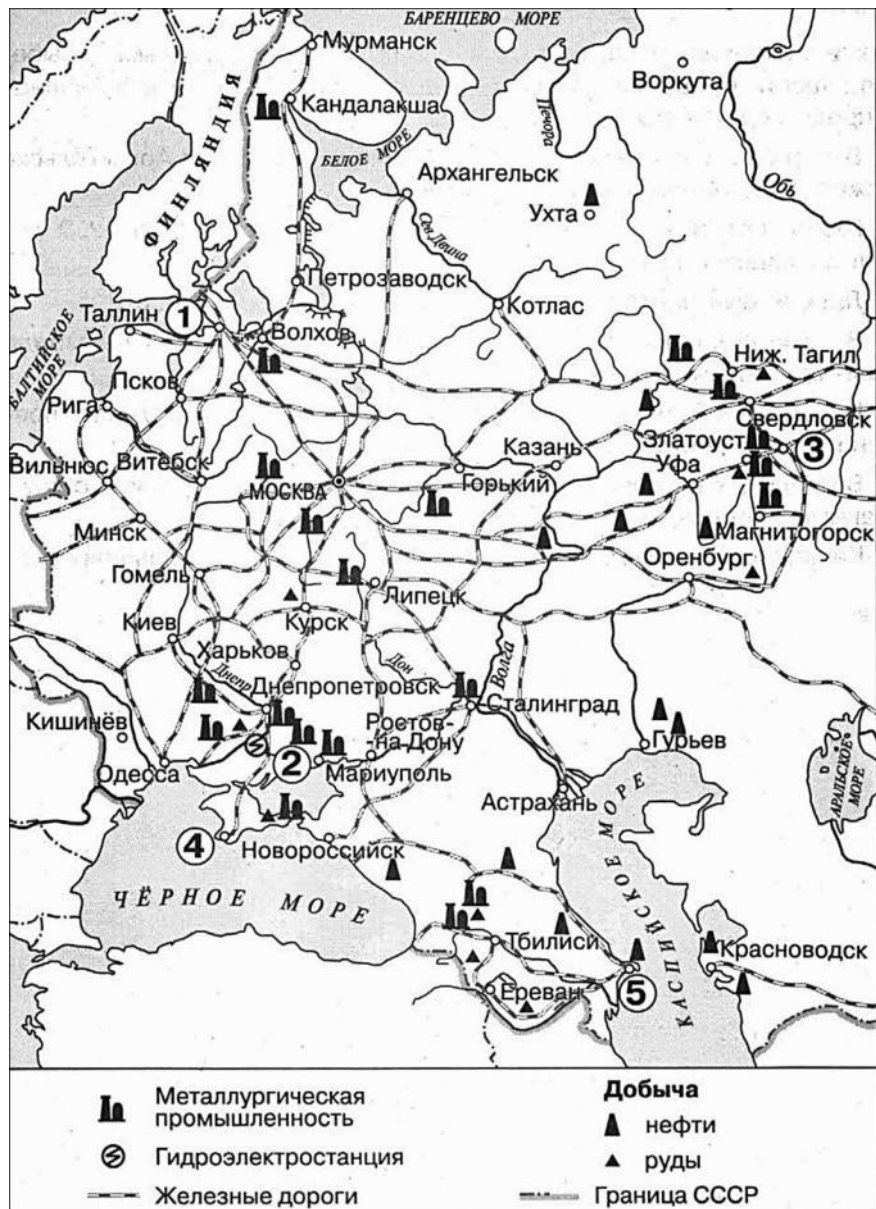 БАРЕНЦЕВО МОРЕ
Мурманск
Воркута
Кандалакша
Печора
ФИНЛЯНДИЯ
БЕЛОЕ МОРЕ
Архангельск
Обь
Ухта
Сев. Двина
Петрозаводск
Котлас
Таллин
1
Волхов
БАЛТИЙСКОЕ
МОРЕ
Ниж. Тагил
Псков
Рига
Свердловск
Казань
Златоуст
3
Вильнюс
Витебск
МОСКВА
Горький
Уфа
Минск
Магнитогорск
Оренбург
Гомель
Липецк
Киев
Курск
Харьков
Дон
Волга
Днепр
Днепропетровск
Сталинград
Кишинёв
Ростов-
-на-Дону
Гурьев
Одесса
2
Мариуполь
Астрахань
АРАЛЬСКОЕ
МОРЕ
4
Новороссийск
ЧЁРНОЕ МОРЕ
КАСПИЙСКОЕ МОРЕ
Тбилиси
Красноводск
Ереван
5
Металлургическая
промышленность
Гидроэлектростанция
Железные дороги
Добыча
нефти
руды
Граница СССР